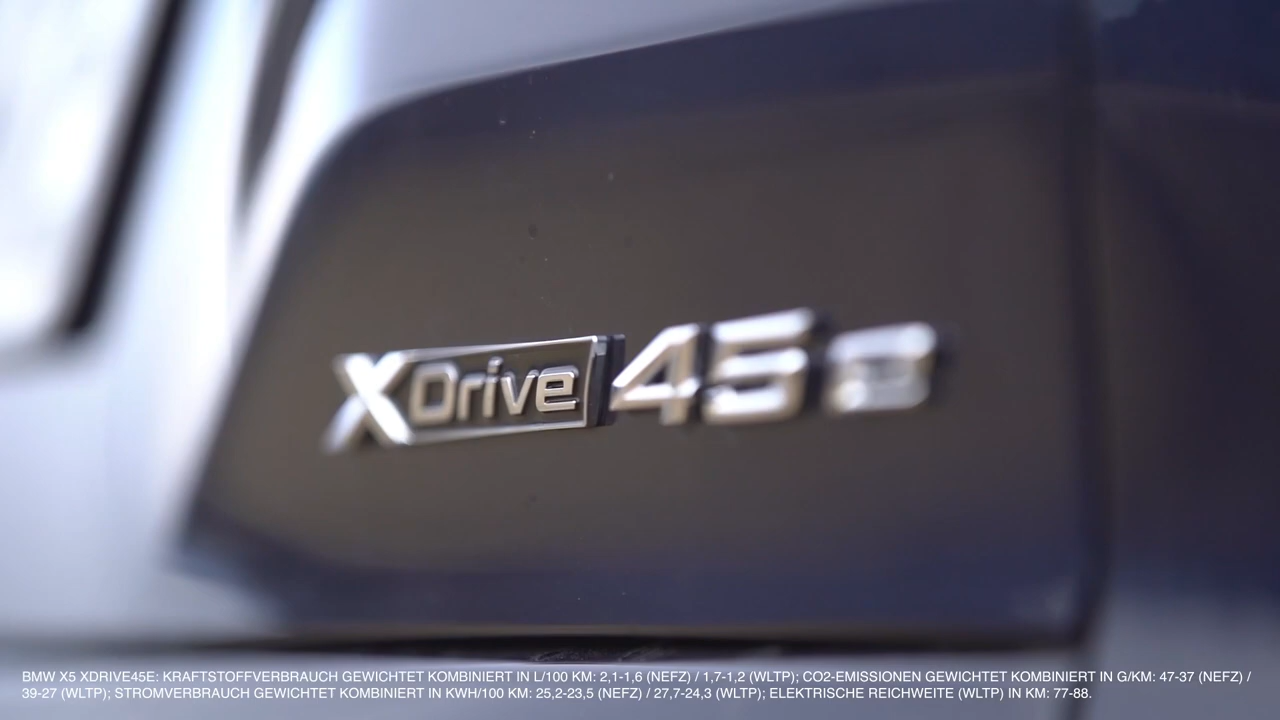 XDrive 45e
BMW X5 XDRIVE45E: KRAFTSTOFFVERBRAUCH GEWICHTET KOMBINIERT IN L/100 KM: 2,1-1,6 (NEFZ) / 1,7-1,2 (WLTP); CO2-EMISSIONEN GEWICHTET KOMBINIERT IN G/KM: 47-37 (NEFZ) /
39-27 (WLTP); STROMVERBRAUCH GEWICHTET KOMBINIERT IN KWH/100 KM: 25,2-23,5 (NEFZ) / 27,7-24,3 (WLTP); ELEKTRISCHE REICHWEITE (WLTP) IN KM: 77-88.